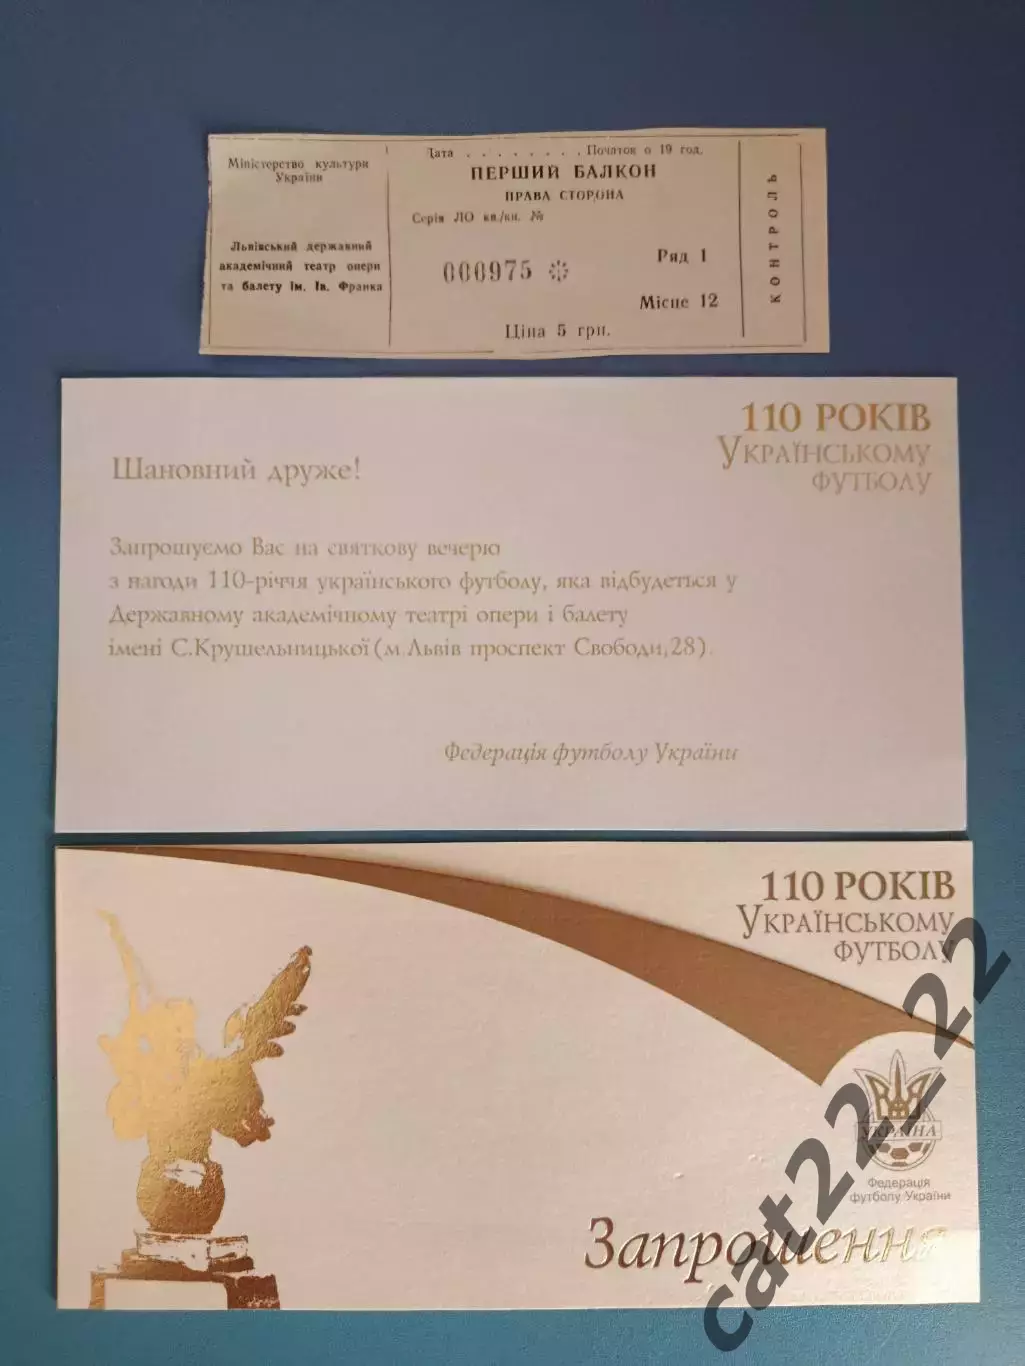 Міністерство культури
України
Львівський державний
академічний театр опери
та балету ім. Ів. Франка
Дата . . . . . . . . Початок о 19 год.
ПЕРШИЙ БАЛКОН
ПРАВА СТОРОНА
Серія ЛО кв./кн. №
000975
Ряд 1
Місце 12
Ціна 5 грн.
КОНТРОЛЬ
110 РОКІВ
УКРАЇНСЬКОМУ
ФУТБОЛУ
Шановний друже!
Запрошуємо Вас на святкову вечерю
з нагоди 110-річчя українського футболу, яка відбудеться у
Державному академічному театрі опери і балету
імені С.Крушельницької(м.Львів проспект Свободи,28).
Федерація футболу України
110 РОКІВ
УКРАЇНСЬКОМУ
ФУТБОЛУ
УКРАЇНА
Федерація
футболу України
Запрошення
cat222222